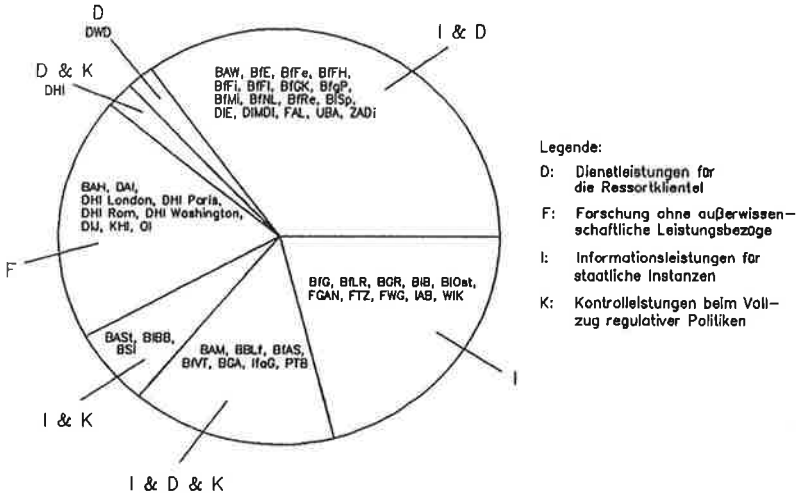 D
DWD
I & D
D & K
DHI
BAW, BfE, BfFe, BfFH,
BfFi, BfFl, BfGK, BfgP,
BfMi, BfNL, BfRe, BISp,
DIE, DIMDI, FAL, UBA, ZADi
BAH, DAI,
DHI London, DHI Paris,
DHI Rom, DHI Washington,
DIJ, KHI, OI
F
BfG, BfLR, BGR, BIB, BIOst,
FGAN, FTZ, FWG, IAB, WIK
I
BASt, BIBB,
BSI
I & K
BAM, BBLf, BfAS,
BfVT, BGA, IfaG, PTB
I & D & K
Legende:
D: Dienstleistungen für
die Ressortklientel
F: Forschung ohne außerwissen-
schaftliche Leistungsbezüge
I: Informationsleistungen für
staatliche Instanzen
K: Kontrolleistungen beim Voll-
zug regulativer Politiken